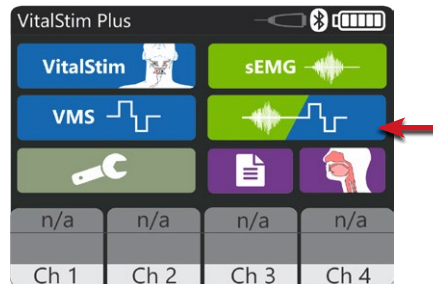 VitalStim Plus
VitalStim sEMG
VMS
n/a n/a n/a n/a
Ch 1 Ch 2 Ch 3 Ch 4